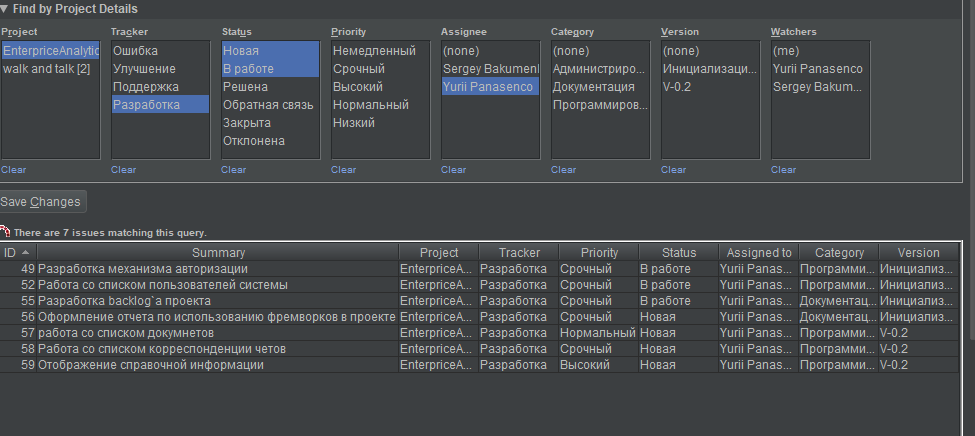 Find by Project Details
Project Tracker Status Priority Assignee Category Version Watchers
EnterpriceAnalytic Ошибка Новая Немедленный (none) (none) (none) (me)
walk and talk [2] Улучшение В работе Срочный Sergey Bakumenl Администриро... Инициализаци... Yurii Panasenco
Поддержка Решена Высокий Yurii Panasenco Документация V-0.2 Sergey Bakum...
Разработка Обратная связь Нормальный Программиров...
Закрыта Низкий
Отклонена
Clear Clear Clear Clear Clear Clear Clear Clear
Save Changes
There are 7 issues matching this query.
ID Summary Project Tracker Priority Status Assigned to Category Version
49 Разработка механизма авторизации EnterpriceA... Разработка Срочный В работе Yurii Panas... Программи... Инициализ...
52 Работа со списком пользователей системы EnterpriceA... Разработка Срочный В работе Yurii Panas... Программи... Инициализ...
55 Разработка backlog`а проекта EnterpriceA... Разработка Срочный В работе Yurii Panas... Документац... Инициализ...
56 Оформление отчета по использованию фремворков в проекте EnterpriceA... Разработка Срочный Новая Yurii Panas... Документац... Инициализ...
57 работа со списком докумнетов EnterpriceA... Разработка Нормальный Новая Yurii Panas... Программи... V-0.2
58 Работа со списком корреспонденции четов EnterpriceA... Разработка Срочный Новая Yurii Panas... Программи... V-0.2
59 Отображение справочной информации EnterpriceA... Разработка Высокий Новая Yurii Panas... Программи... V-0.2